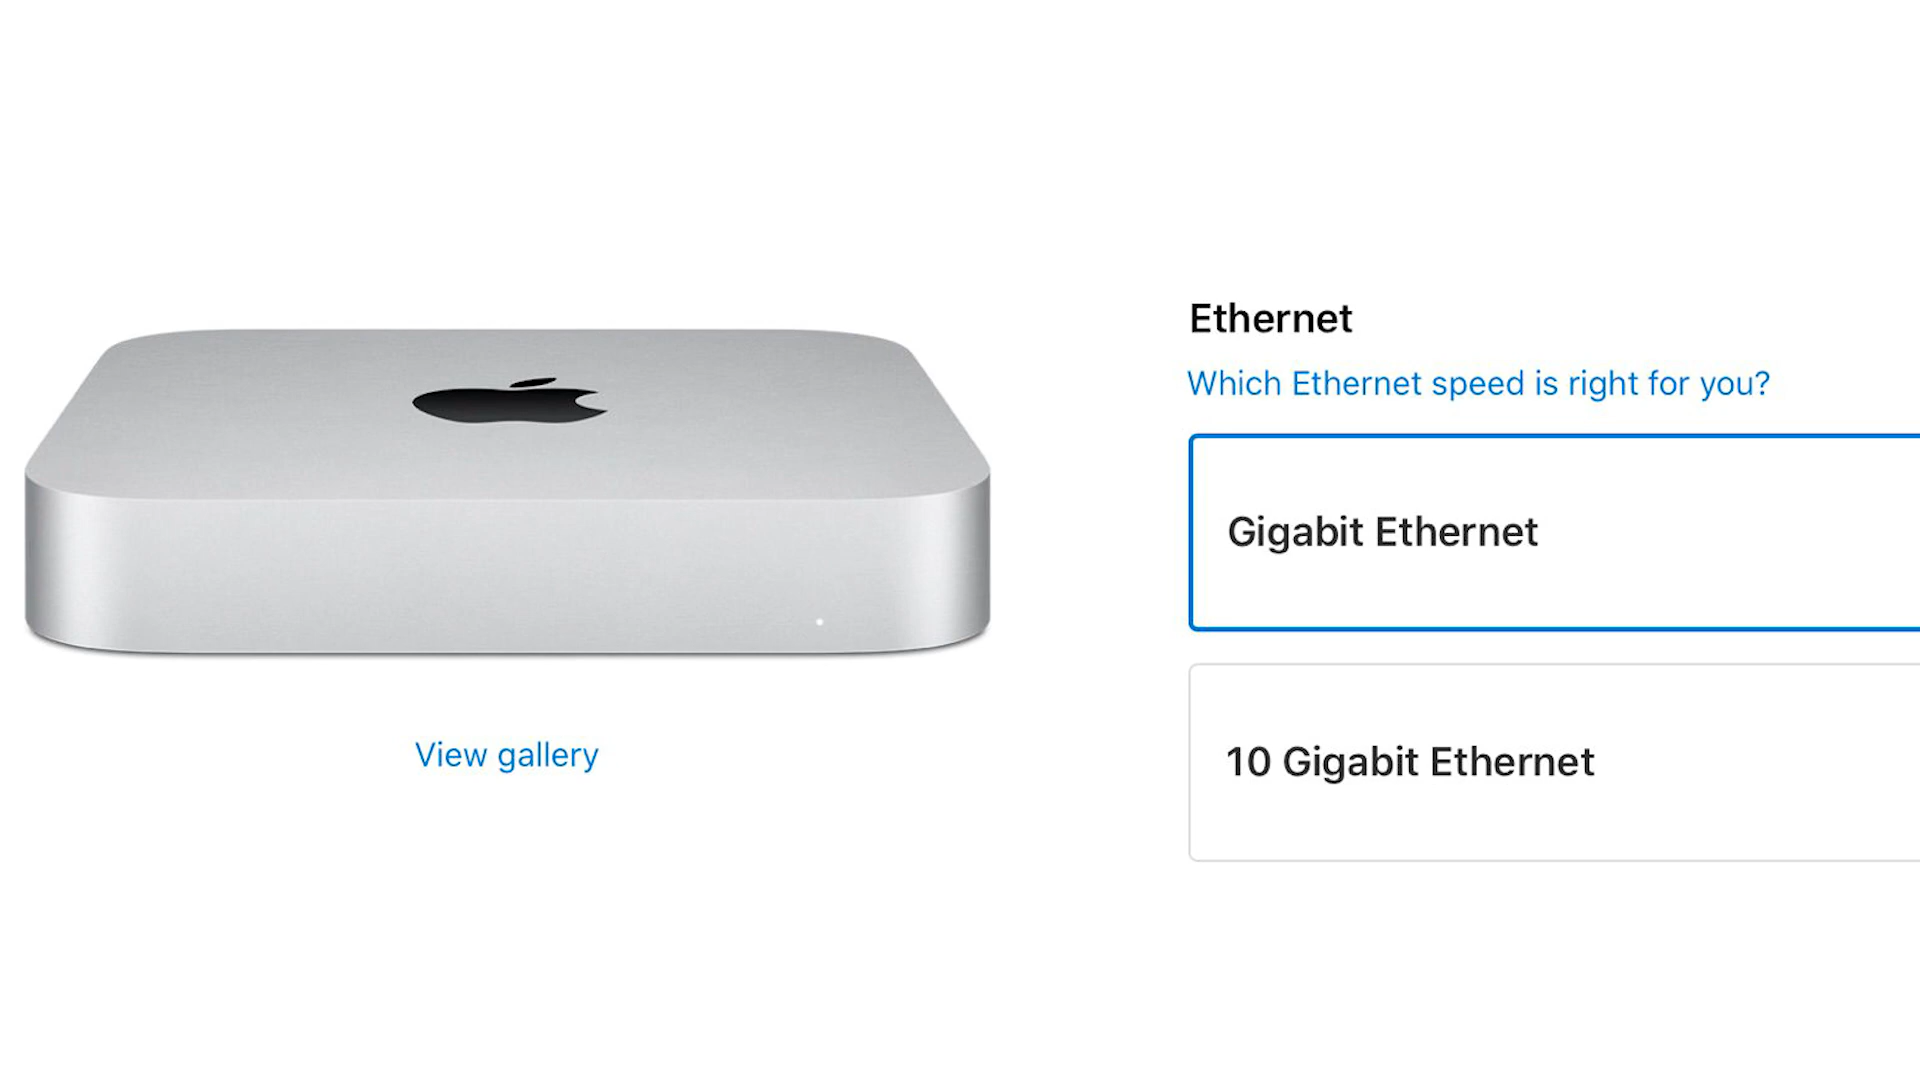 Ethernet
Which Ethernet speed is right for you?
Gigabit Ethernet
10 Gigabit Ethernet
View gallery